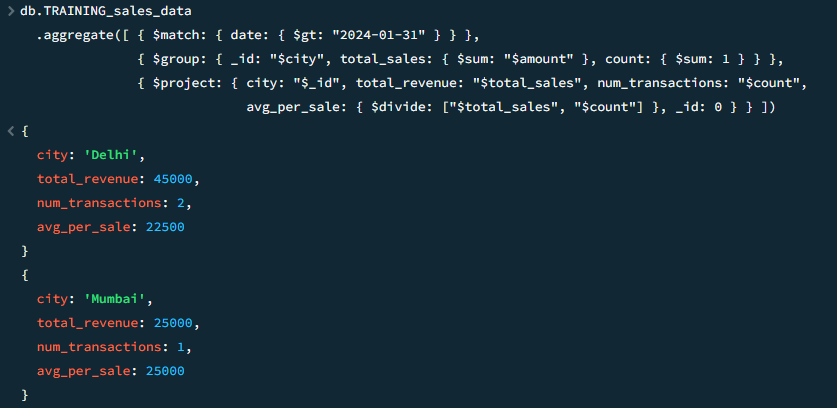 > db.TRAINING_sales_data
.aggregate([ { $match: { date: { $gt: "2024-01-31" } } },
{ $group: { _id: "$city", total_sales: { $sum: "$amount" }, count: { $sum: 1 } } },
{ $project: { city: "$_id", total_revenue: "$total_sales", num_transactions: "$count",
avg_per_sale: { $divide: ["$total_sales", "$count"] }, _id: 0 } } ])
< {
city: 'Delhi',
total_revenue: 45000,
num_transactions: 2,
avg_per_sale: 22500
}
{
city: 'Mumbai',
total_revenue: 25000,
num_transactions: 1,
avg_per_sale: 25000
}